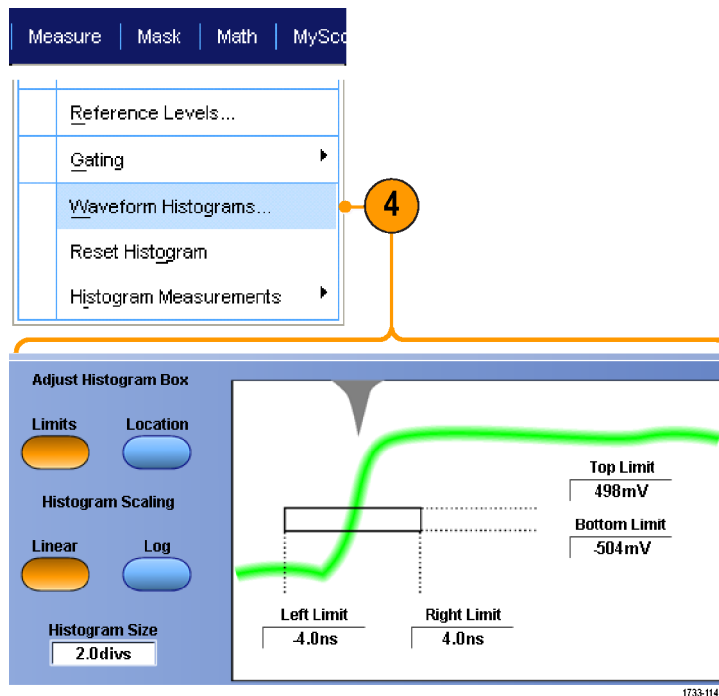 Measure Mask Math MySco
Reference Levels...
Gating
Waveform Histograms...
4
Reset Histogram
Histogram Measurements
Adjust Histogram Box
Limits Location
Histogram Scaling
Linear Log
Histogram Size
2.0divs
Top Limit
498mV
Bottom Limit
-504mV
Left Limit Right Limit
-4.0ns 4.0ns
1733-114